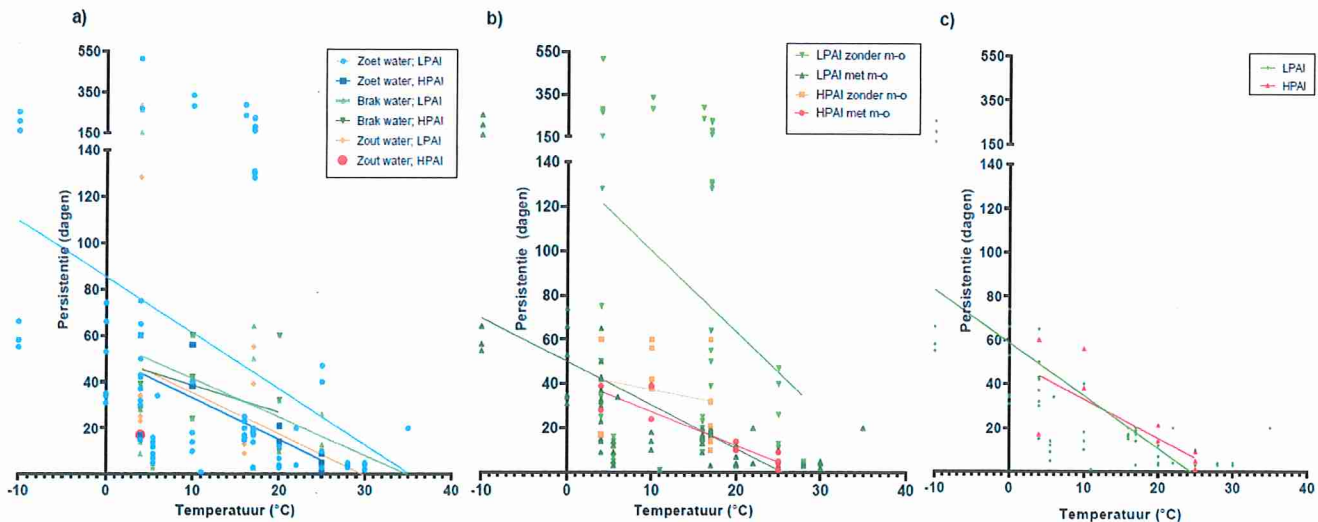 a)
550
350
150
140
120
100
80
60
40
20
Persistentie (dagen)
-10 0 10 20 30 40
Temperatuur (°C)
Zoet water; LPAI
Zoet water; HPAI
Brak water; LPAI
Brak water; HPAI
Zout water; LPAI
Zout water; HPAI
b)
550
350
150
140
120
100
80
60
40
20
Persistentie (dagen)
-10 0 10 20 30 40
Temperatuur (°C)
LPAI zonder m-o
LPAI met m-o
HPAI zonder m-o
HPAI met m-o
c)
550
450
350
250
150
140
120
100
80
60
40
20
Persistentie (dagen)
-10 0 10 20 30 40
Temperatuur (°C)
LPAI
HPAI